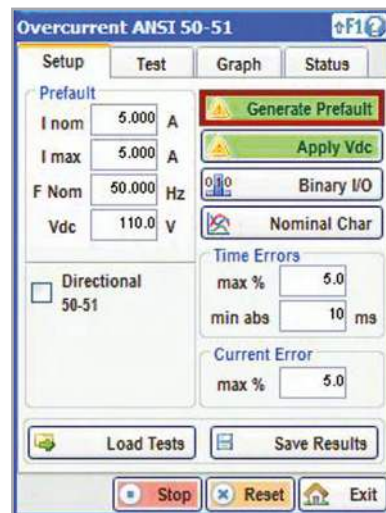 Overcurrent ANSI 50-51
F1
Setup Test Graph Status
Prefault
I nom 5.000 A
I max 5.000 A
F Nom 50.000 Hz
Vdc 110.0 V
Generate Prefault
Apply Vdc
Binary I/O
Nominal Char
Directional
50-51
Time Errors
max % 5.0
min abs 10 ms
Current Error
max % 5.0
Load Tests Save Results
Stop Reset Exit